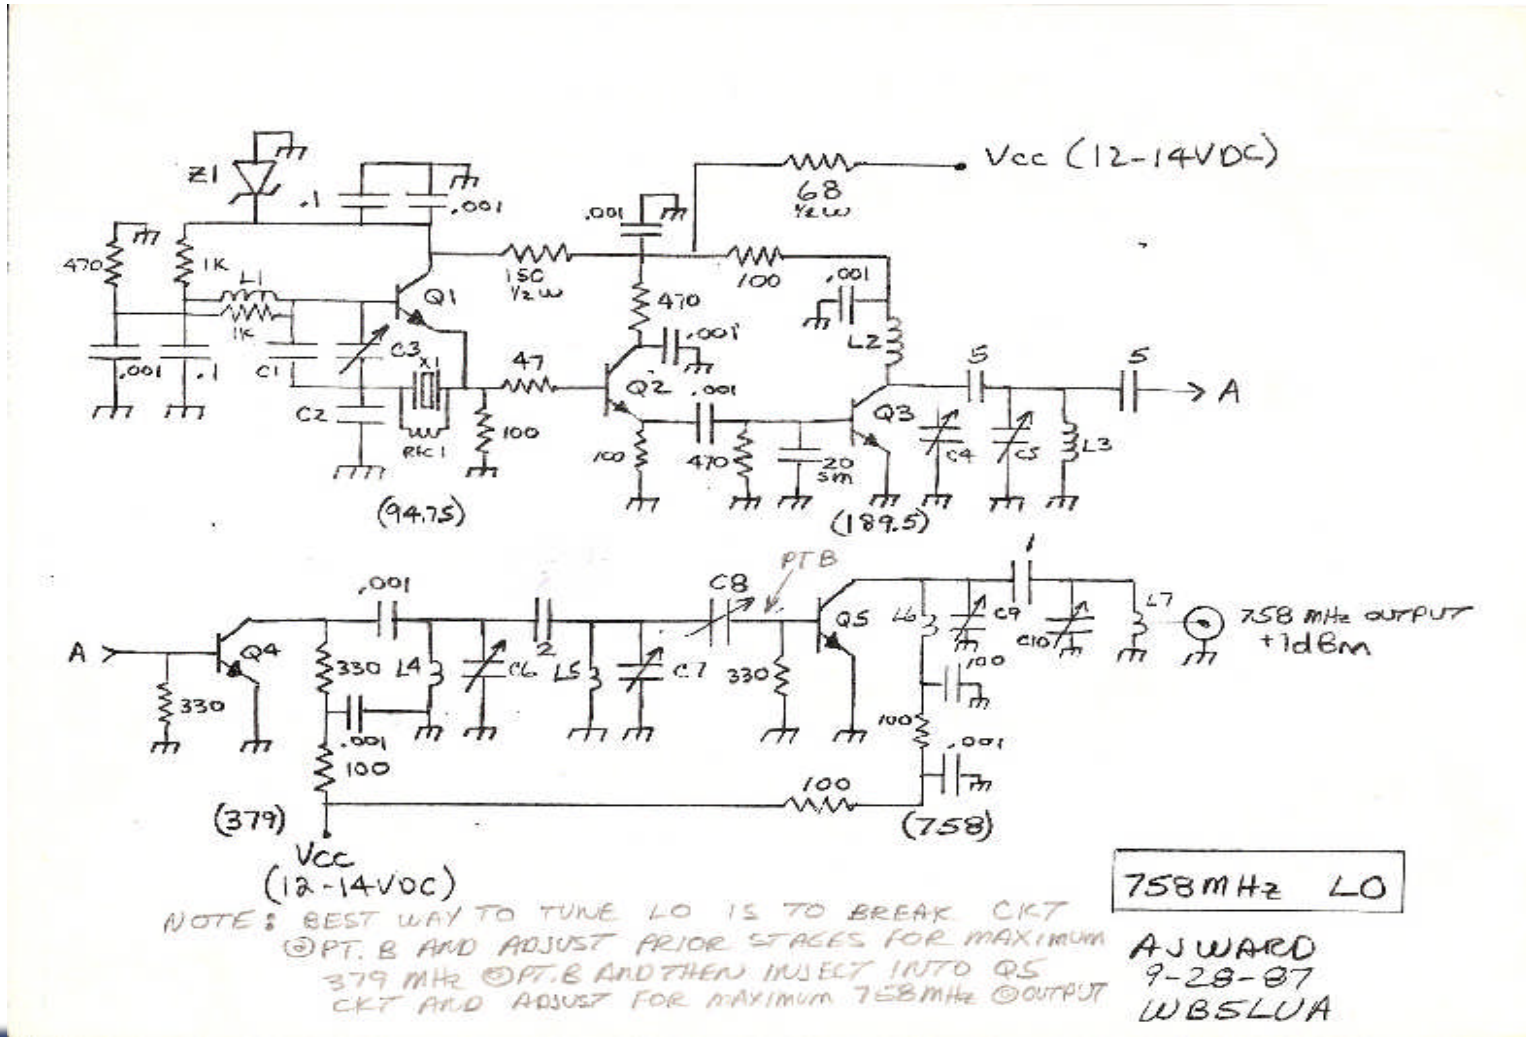 Vcc (12-14VDC)
Z1
.1
.001
.001
68
1/2 W
470
1K
L1
1K
Q1
150
1/2 W
470
100
.001
L2
.001
.1
C1
C3
X1
47
Q2
.001
.001
5
5
A
C2
RFC1
100
100
470
20
sm
Q3
C4
C5
L3
(94.75)
(189.5)
PT B
.001
C8
1
A
Q4
330
330
L4
C6
2
L5
C7
330
Q5
L6
C9
C10
L7
758 MHz OUTPUT
+7dBm
100
.001
100
100
.001
100
(379)
(758)
Vcc
(12-14VDC)
758MHz LO
NOTE: BEST WAY TO TUNE LO IS TO BREAK CKT
@PT. B AND ADJUST PRIOR STAGES FOR MAXIMUM
379 MHz @PT.B AND THEN INJECT INTO Q5
CKT AND ADJUST FOR MAXIMUM 758MHz @OUTPUT
AJWARD
9-28-87
WB5LUA